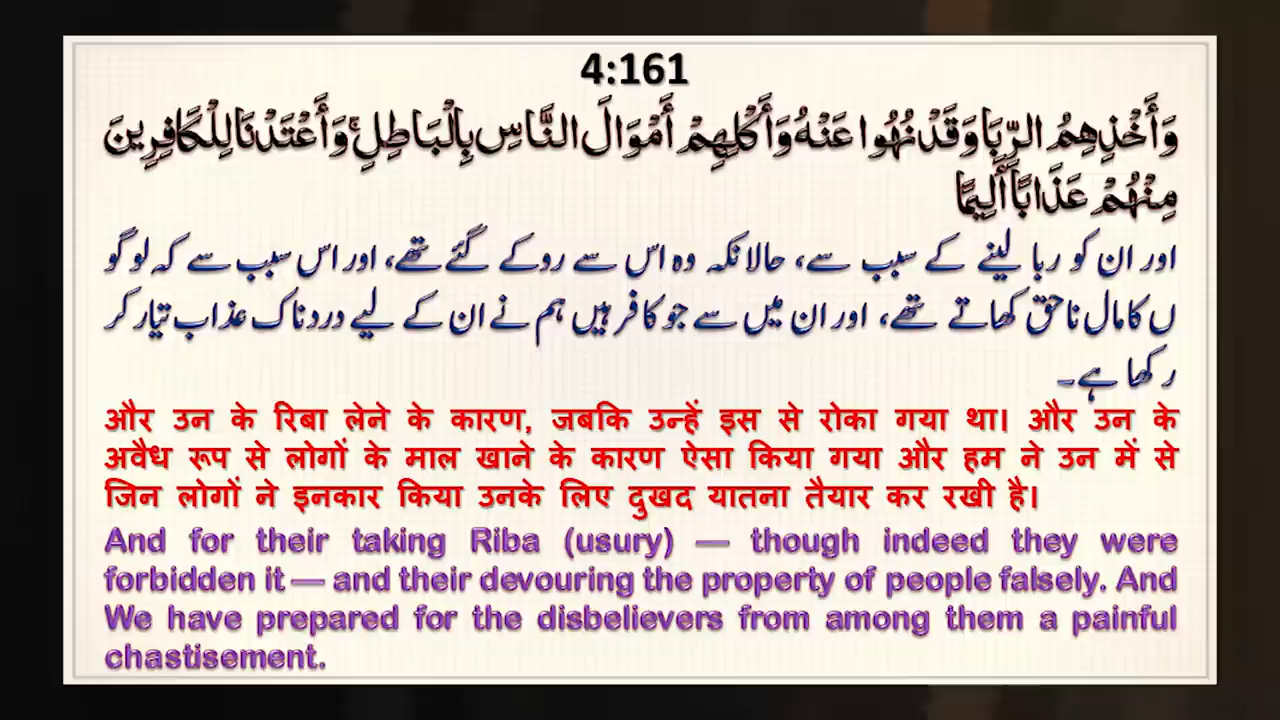 4:161
وَأَخْذِهِمُ الرِّبَا وَقَدْ نُهُوا عَنْهُ وَأَكْلِهِمْ أَمْوَالَ النَّاسِ بِالْبَاطِلِ ۚ وَأَعْتَدْنَا لِلْكَافِرِينَ
مِنْهُمْ عَذَابًا أَلِيمًا
اور ان کو ربا لینے کے سبب سے، حالانکہ وہ اس سے روکے گئے تھے، اور اس سبب سے کہ لوگو
ں کا مال ناحق کھاتے تھے، اور ان میں سے جو کافر ہیں ہم نے ان کے لیے دردناک عذاب تیار کر
رکھا ہے۔
और उन के रिबा लेने के कारण, जबकि उन्हें इस से रोका गया था। और उन के
अवैध रूप से लोगों के माल खाने के कारण ऐसा किया गया और हम ने उन में से
जिन लोगों ने इनकार किया उनके लिए दुखद यातना तैयार कर रखी है।
And for their taking Riba (usury) — though indeed they were
forbidden it — and their devouring the property of people falsely. And
We have prepared for the disbelievers from among them a painful
chastisement.